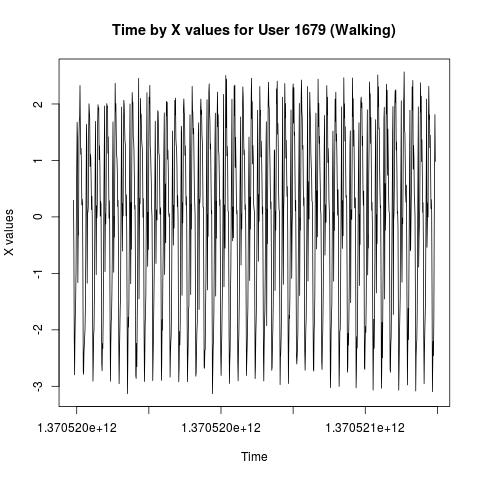 Time by X values for User 1679 (Walking)
X values
2
1
0
-1
-2
-3
1.370520e+12 1.370520e+12 1.370521e+12
Time